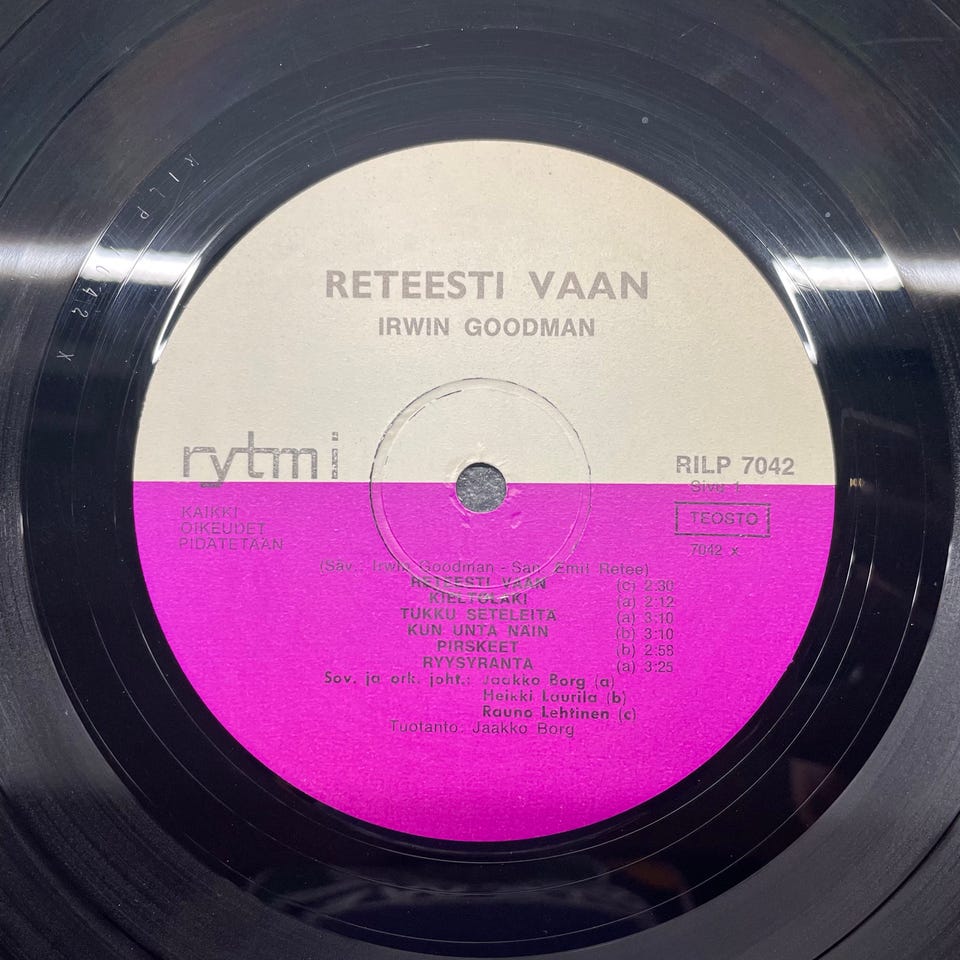 RETEESTI VAAN
IRWIN GOODMAN
rytmi
RILP 7042
Sivu 1
TEOSTO
7042 x
KAIKKI
OIKEUDET
PIDÄTETÄÄN
(Säv.: Irwin Goodman - San. Emil Retee)
RETEESTI VAAN (c) 2:30
KIELTOLAKI (a) 2:12
TUKKU SETELEITÄ (a) 3:10
KUN UNTA NÄIN (b) 3:10
PIRSKEET (b) 2:58
RYYSYRANTA (a) 3:25
Sov. ja ork. joht.: Jaakko Borg (a)
Heikki Laurila (b)
Rauno Lehtinen (c)
Tuotanto: Jaakko Borg